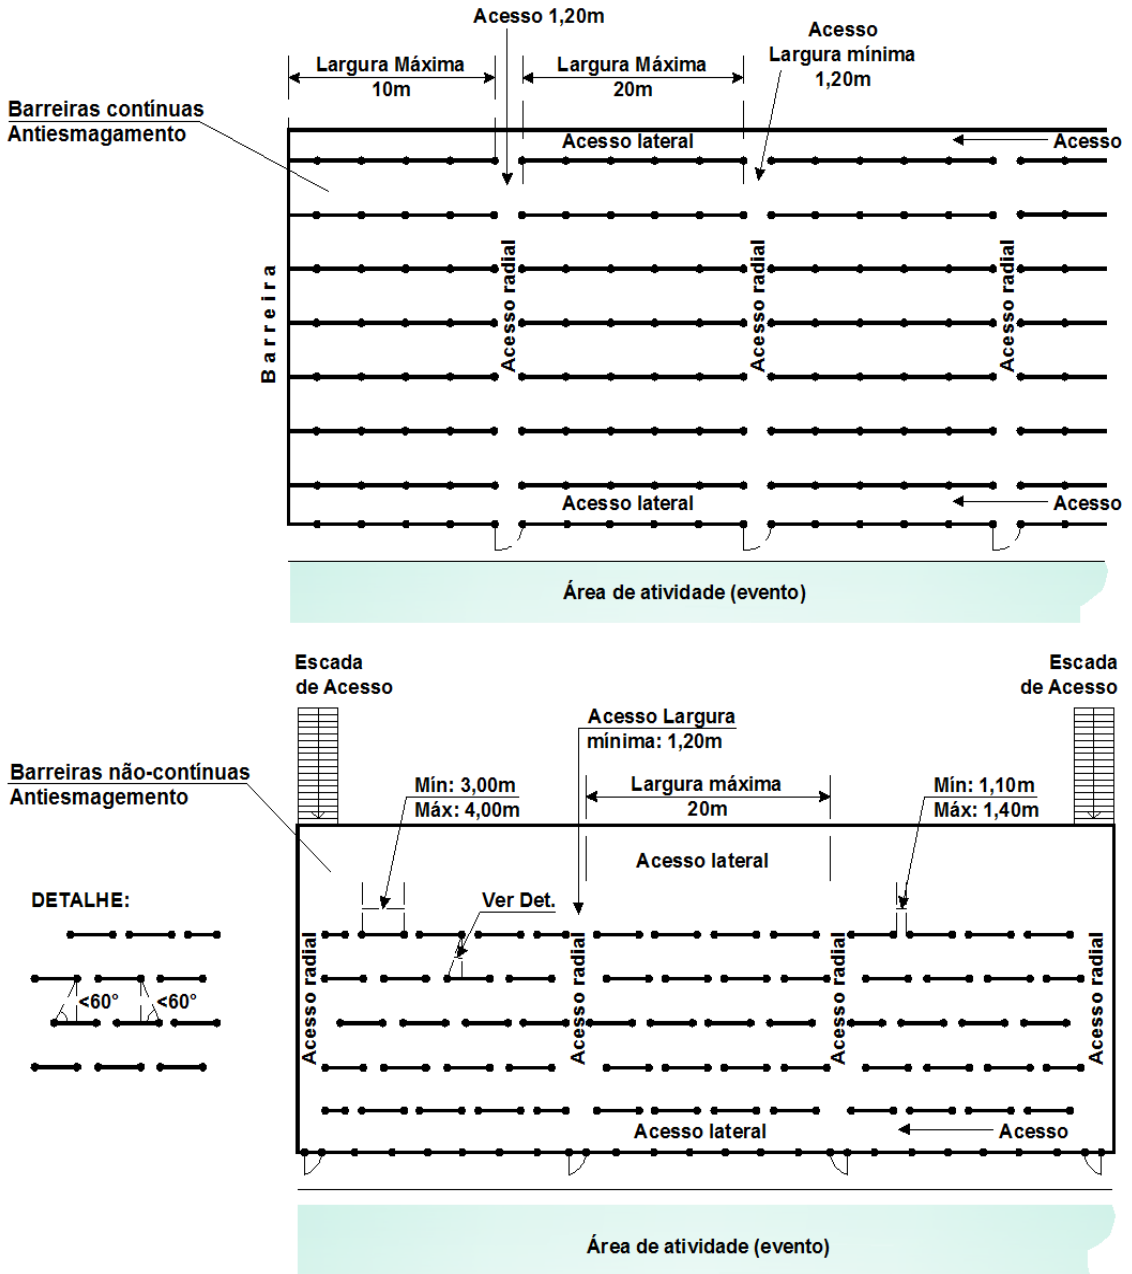 Acesso 1,20m
Acesso
Largura mínima
1,20m
Largura Máxima
10m
Largura Máxima
20m
Barreiras contínuas
Antiesmagamento
Acesso lateral
Acesso
Barreira
Acesso radial
Acesso radial
Acesso radial
Acesso lateral
Acesso
Área de atividade (evento)
Escada
de Acesso
Escada
de Acesso
Acesso Largura
mínima: 1,20m
Barreiras não-contínuas
Antiesmagemento
Mín: 3,00m
Máx: 4,00m
Largura máxima
20m
Mín: 1,10m
Máx: 1,40m
Acesso lateral
DETALHE:
Ver Det.
<60°
<60°
Acesso radial
Acesso radial
Acesso radial
Acesso radial
Acesso lateral
Acesso
Área de atividade (evento)